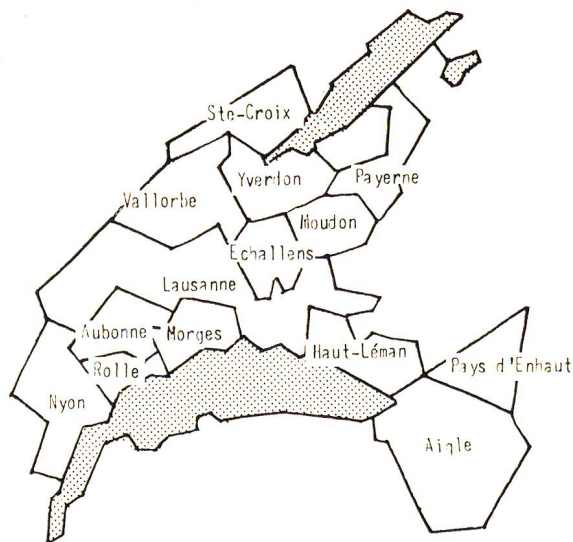 Ste-Croix
Yverdon
Payerne
Vallorbe
Moudon
Echallens
Lausanne
Aubonne
Morges
Haut-Léman
Pays d'Enhaut
Rolle
Nyon
Aigle